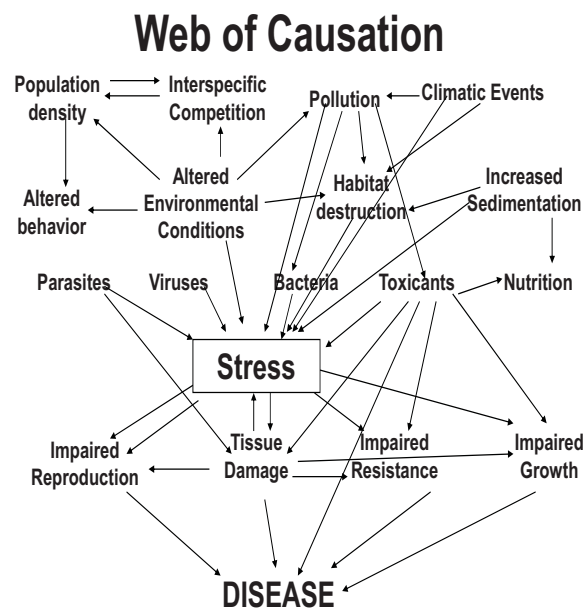 Web of Causation
Population
density
Interspecific
Competition
Pollution
Climatic Events
Altered
behavior
Altered
Environmental
Conditions
Habitat
destruction
Increased
Sedimentation
Parasites
Viruses
Bacteria
Toxicants
Nutrition
Stress
Impaired
Reproduction
Tissue
Damage
Impaired
Resistance
Impaired
Growth
DISEASE